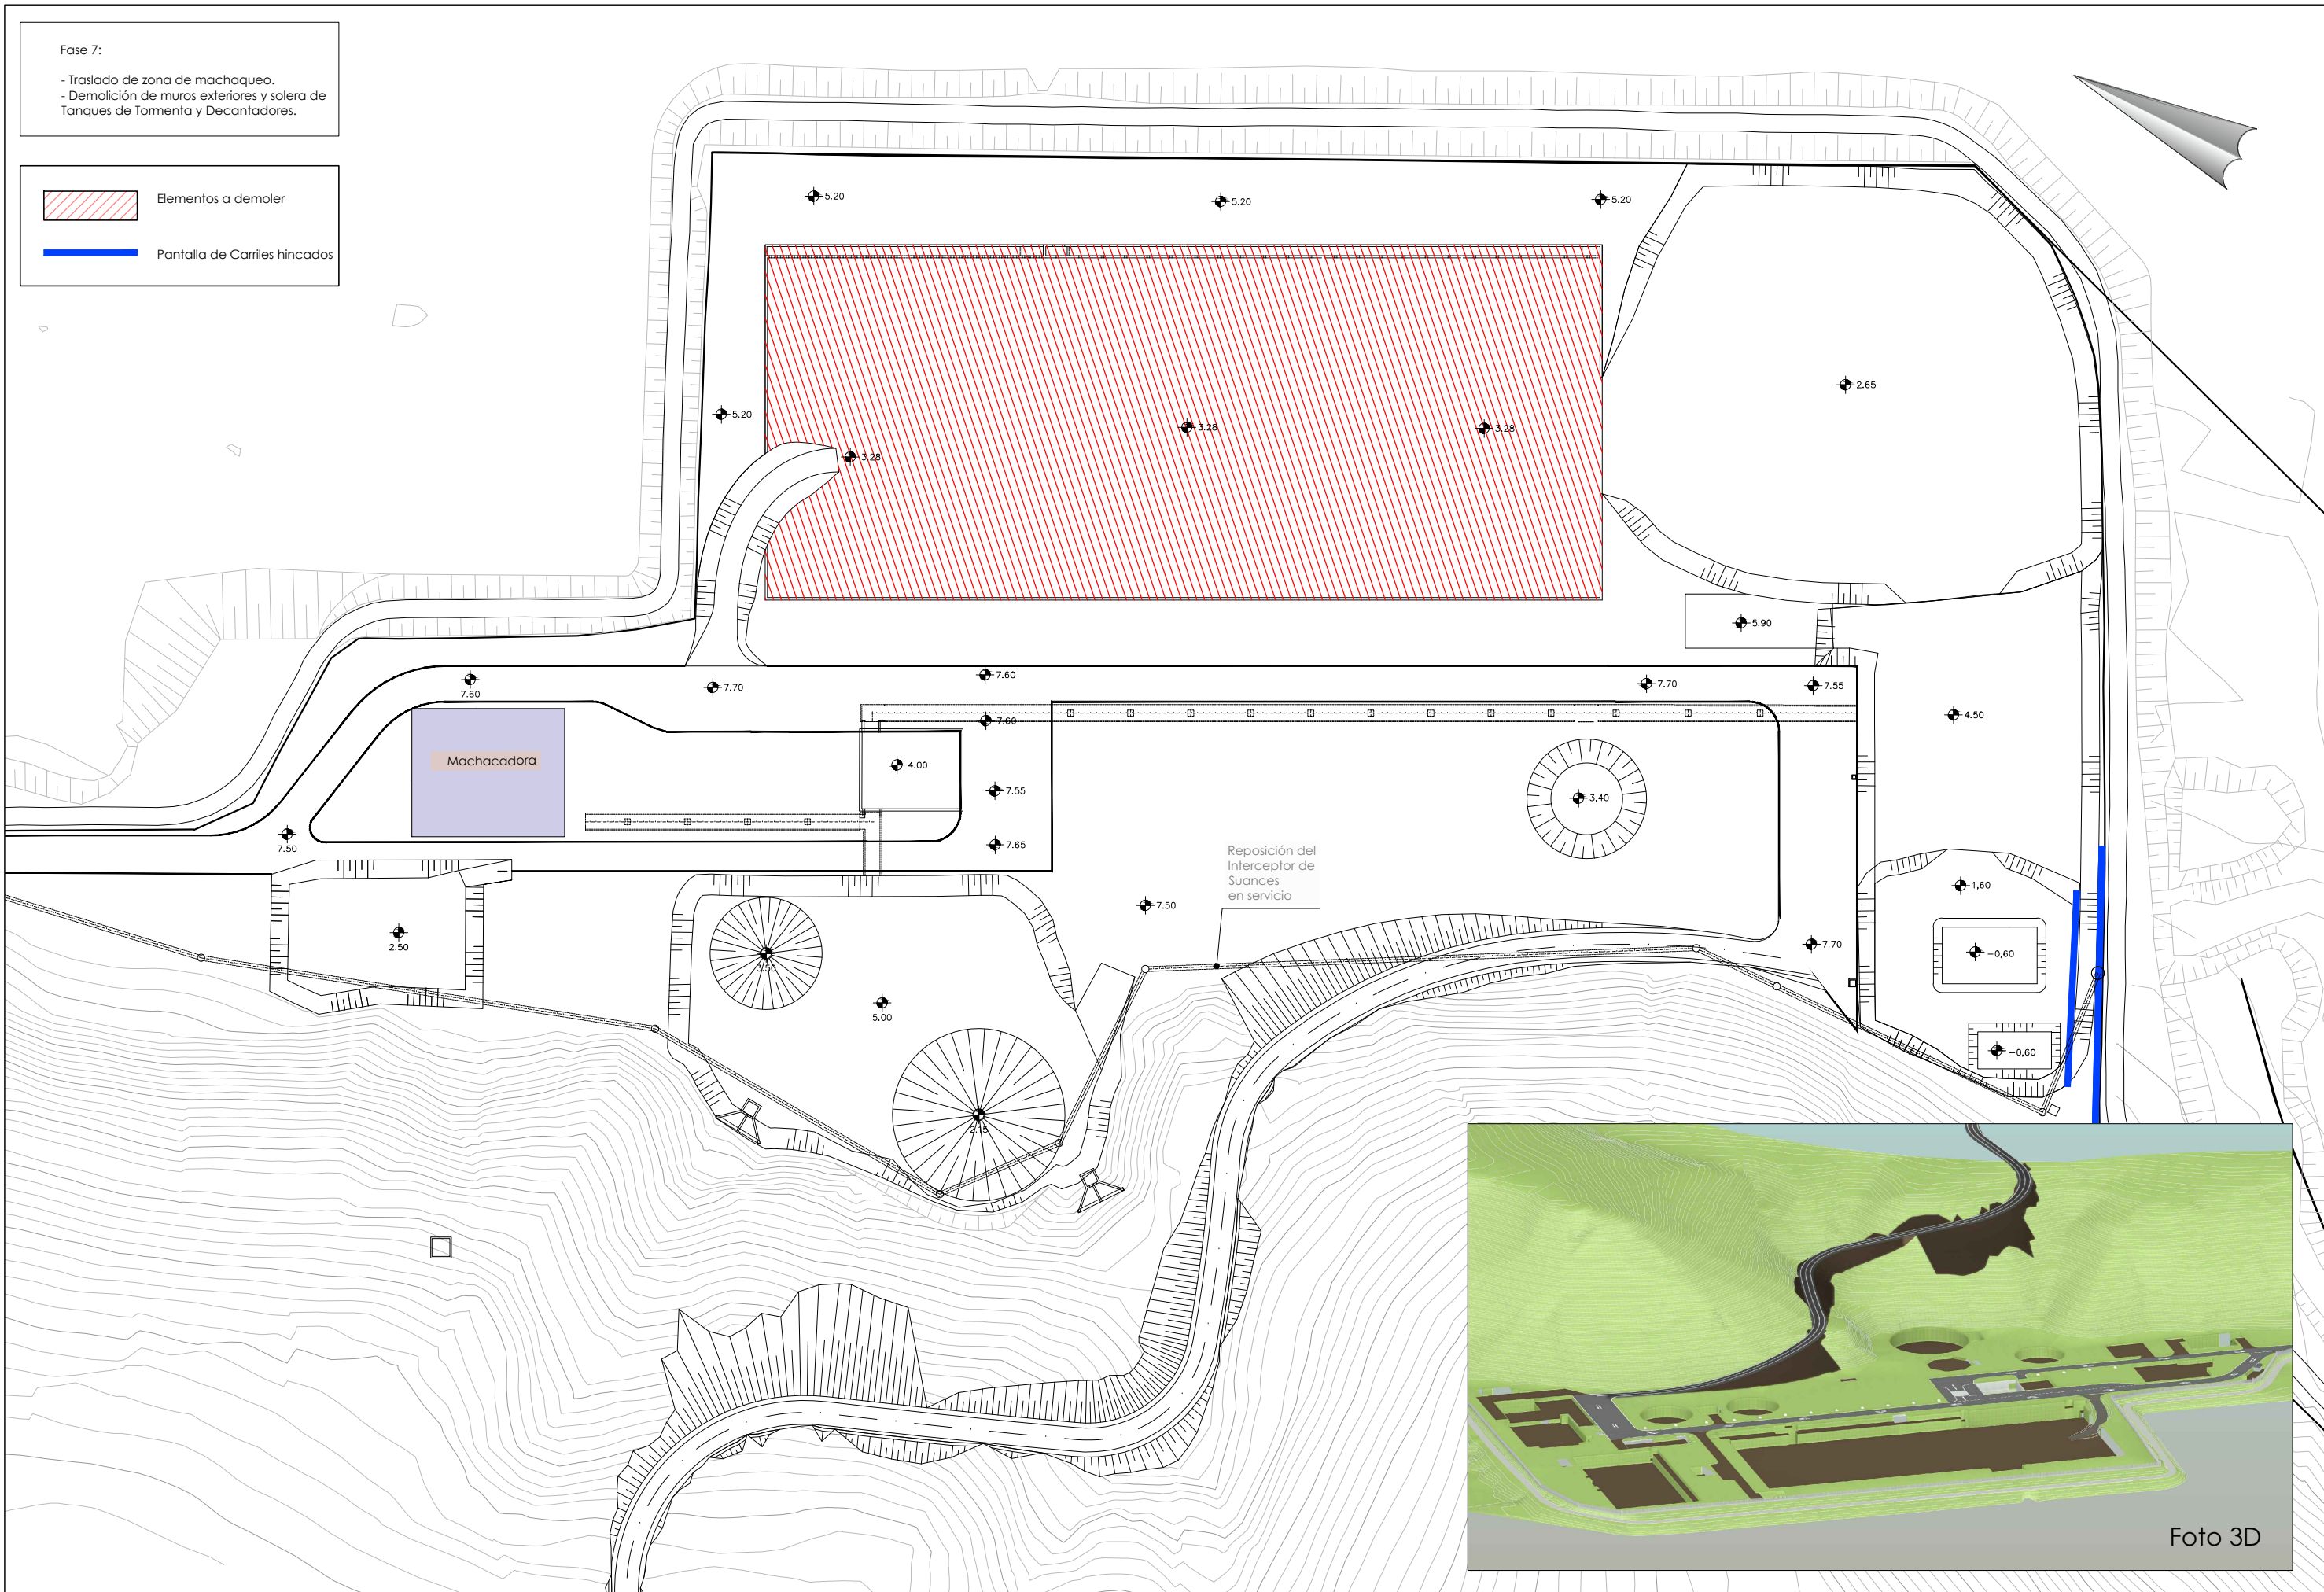 Fase 7:
- Traslado de zona de machaqueo.
- Demolición de muros exteriores y solera de
Tanques de Tormenta y Decantadores.
Elementos a demoler
Pantalla de Carriles hincados
5.20
5.20
5.20
2.65
5.20
3.28
3.28
3.28
5.90
7.60
7.70
7.60
7.70
7.55
7.60
4.50
Machacadora
4.00
7.55
3,40
7.50
7.65
Reposición del
Interceptor de
Suances
en servicio
1,60
7.50
2.50
7.70
3.50
-0,60
5.00
-0,60
2.15
Foto 3D